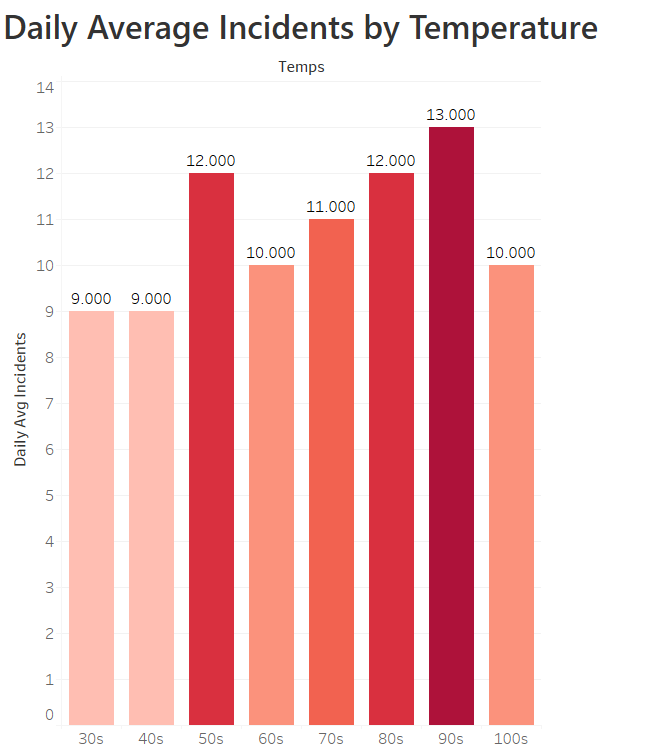 Daily Average Incidents by Temperature
Temps
14
13
12
11
10
9
8
7
6
5
4
3
2
1
0
Daily Avg Incidents
9.000
9.000
12.000
10.000
11.000
12.000
13.000
10.000
30s
40s
50s
60s
70s
80s
90s
100s